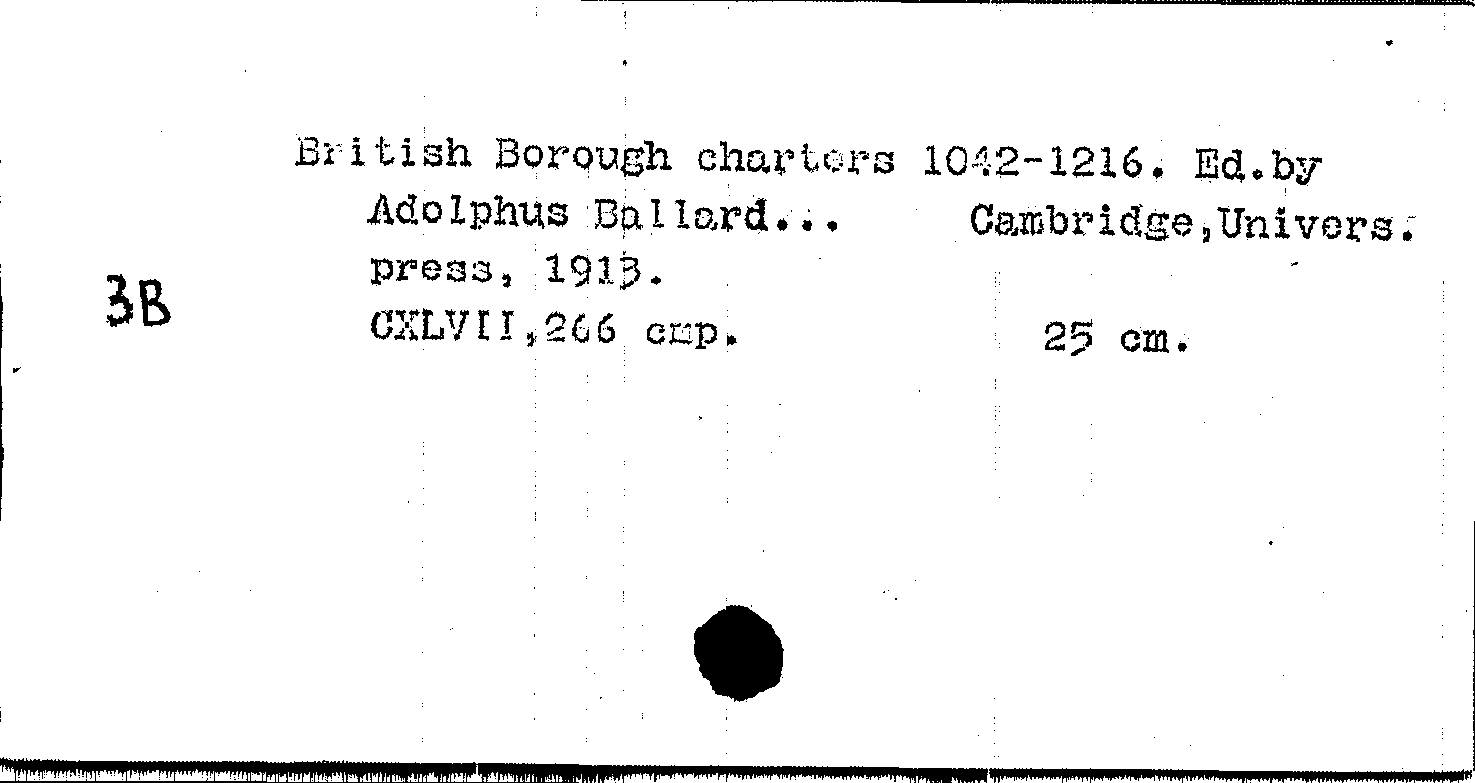 British Borough charters 1042-1216. Ed.by
Adolphus Ballard... Cambridge,Univers.
press, 1913.
3B
CXLVII,266 стр. 25 cm.